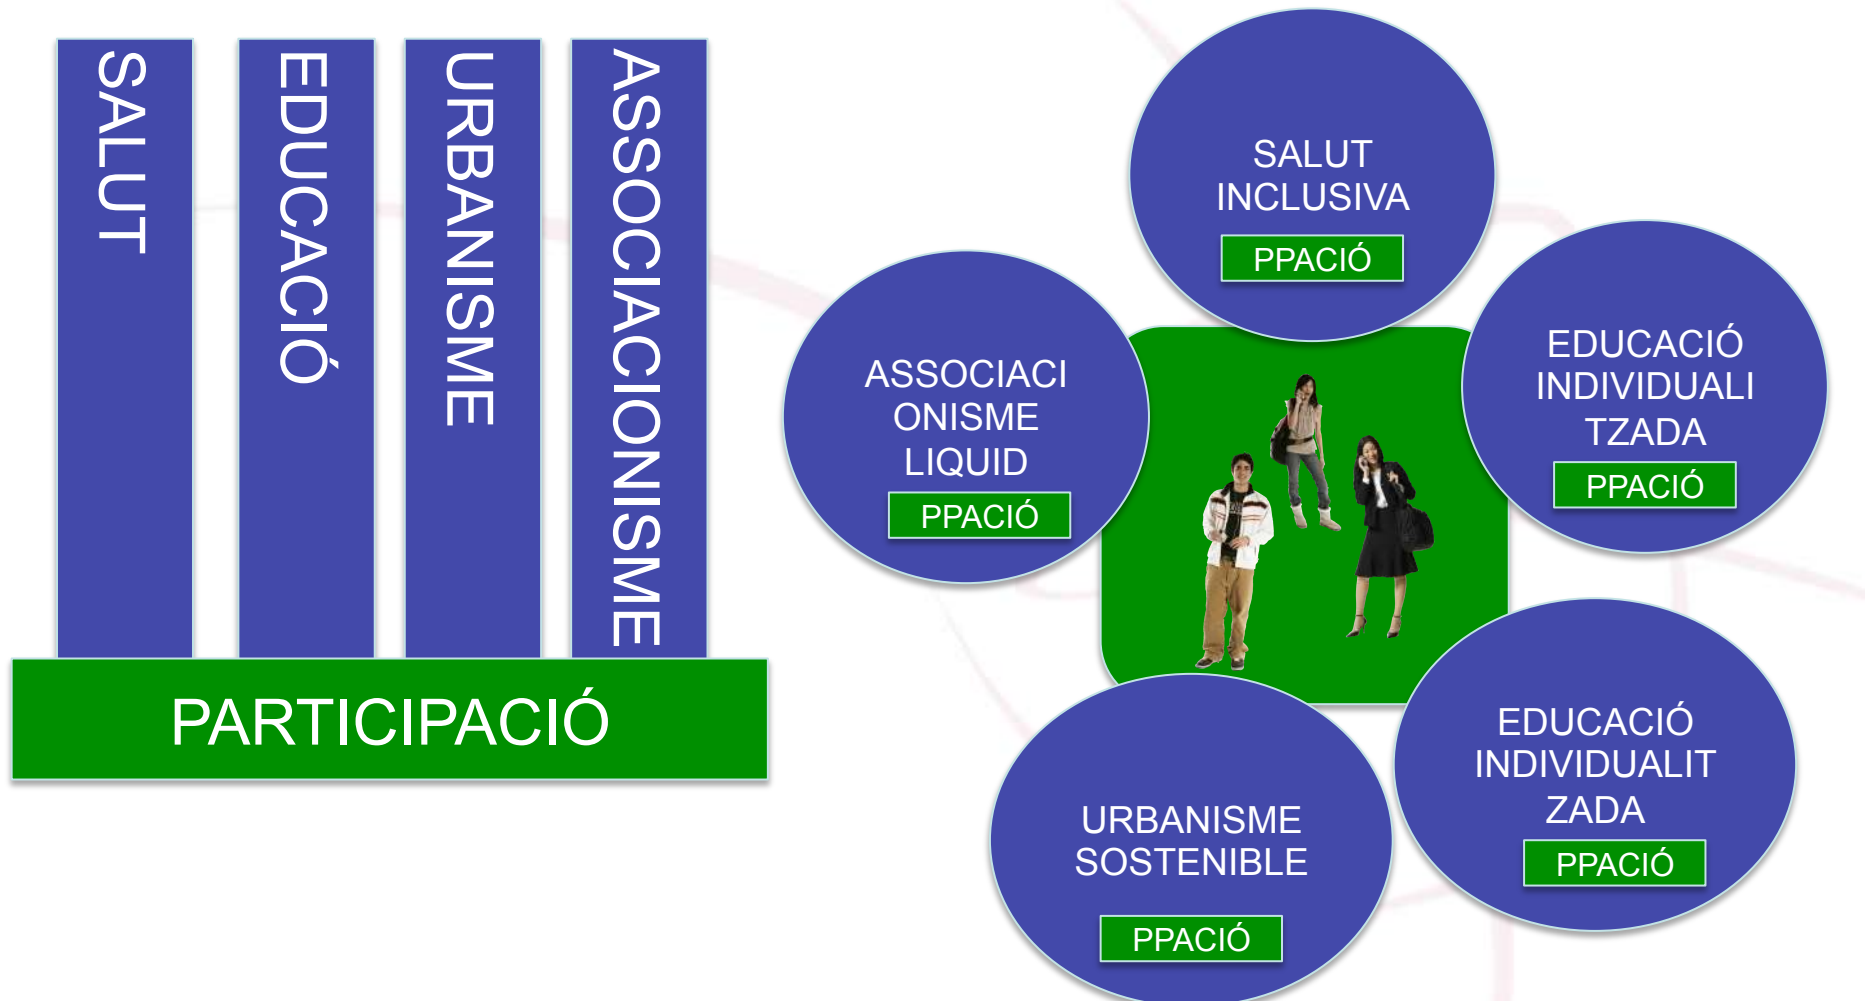 SALUT
EDUCACIÓ
URBANISME
ASSOCIACIONISME
PARTICIPACIÓ
SALUT
INCLUSIVA
PPACIÓ
ASSOCIACI
ONISME
LIQUID
PPACIÓ
EDUCACIÓ
INDIVIDUALI
TZADA
PPACIÓ
URBANISME
SOSTENIBLE
PPACIÓ
EDUCACIÓ
INDIVIDUALIT
ZADA
PPACIÓ